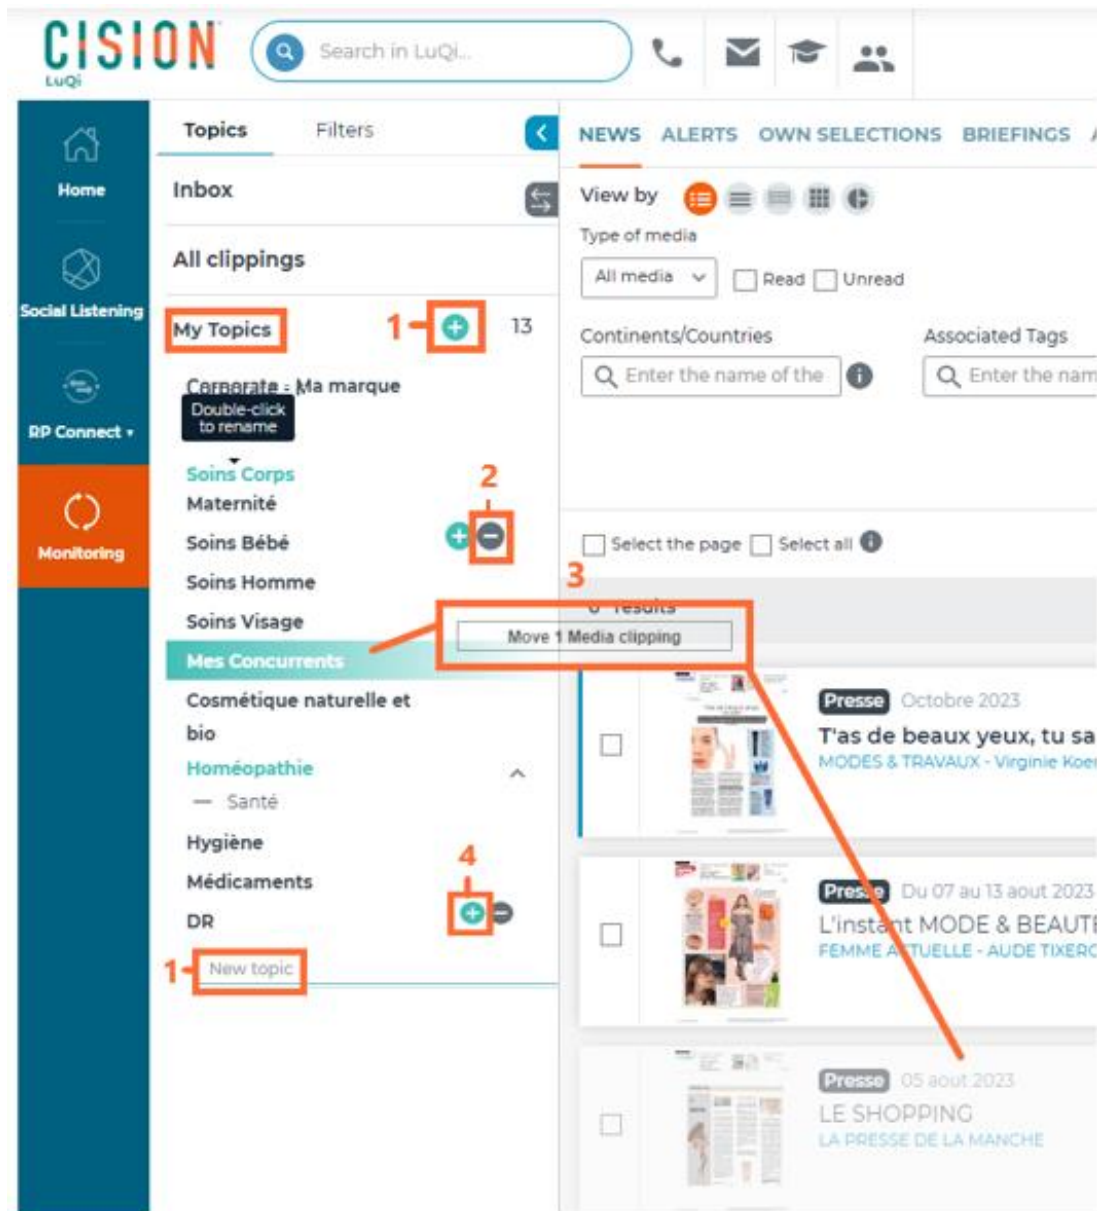 CISION
LuQi
Search in LuQi...
Home
Social Listening
RP Connect
Monitoring
Topics
Filters
Inbox
All clippings
My Topics
1
13
Corporate - Ma marque
Double-click
to rename
Soins Corps
2
Maternité
Soins Bébé
Soins Homme
Soins Visage
Mes Concurrents
Cosmétique naturelle et
bio
Homéopathie
— Santé
Hygiène
4
Médicaments
DR
1
New topic
NEWS ALERTS OWN SELECTIONS BRIEFINGS A
View by
Type of media
All media
Read
Unread
Continents/Countries
Associated Tags
Enter the name of the
Enter the nam
Select the page
Select all
3
results
Move 1 Media clipping
Presse Octobre 2023
T'as de beaux yeux, tu sa
MODES & TRAVAUX - Virginie Koer
Presse Du 07 au 13 aout 2023
L'instant MODE & BEAUTE
FEMME ACTUELLE - AUDE TIXERO
Presse 05 aout 2023
LE SHOPPING
LA PRESSE DE LA MANCHE